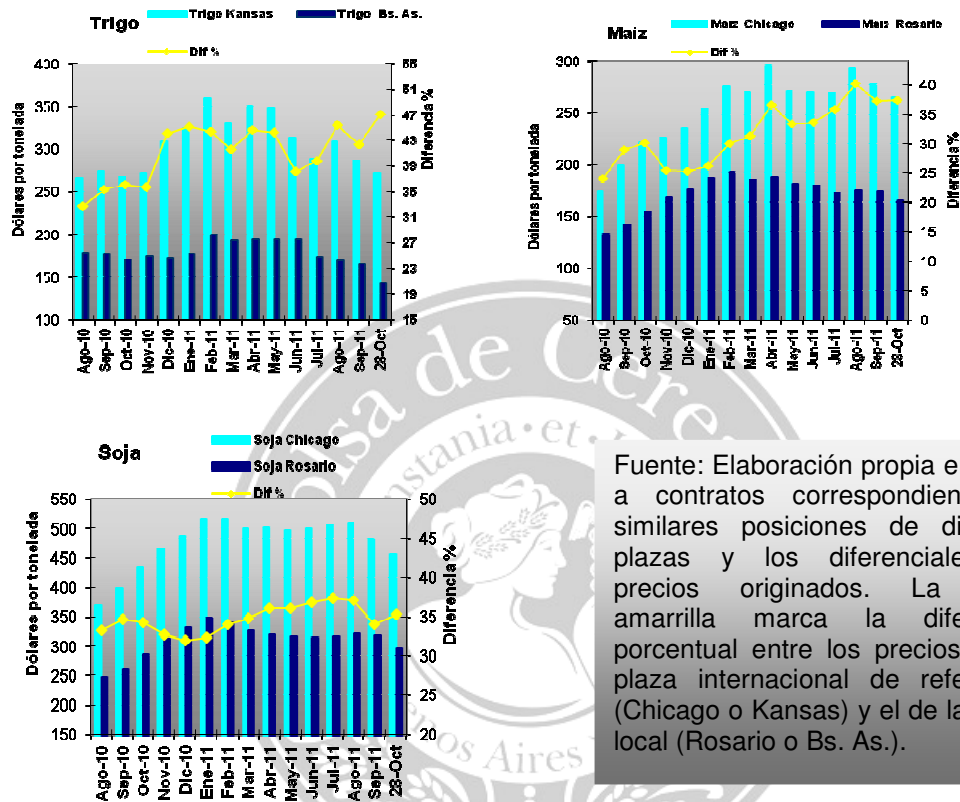 Trigo
Trigo Kansas
Trigo Bs. As.
Dif %
Dólares por tonelada
400
350
300
250
200
150
100
Diferencia %
55
51
47
43
39
35
31
27
23
19
15
Ago-10
Sep-10
Oct-10
Nov-10
Dic-10
Ene-11
Feb-11
Mar-11
Abr-11
May-11
Jun-11
Jul-11
Ago-11
Sep-11
28-Oct
Maiz
Maiz Chicago
Maiz Rosario
Dif %
Dólares por tonelada
300
250
200
150
100
50
Diferencia %
40
35
30
25
20
15
10
5
0
Ago-10
Sep-10
Oct-10
Nov-10
Dic-10
Ene-11
Feb-11
Mar-11
Abr-11
May-11
Jun-11
Jul-11
Ago-11
Sep-11
28-Oct
Soja
Soja Chicago
Soja Rosario
Dif %
Dólares por tonelada
550
500
450
400
350
300
250
200
150
Diferencia %
50
45
40
35
30
25
20
Ago-10
Sep-10
Oct-10
Nov-10
Dic-10
Ene-11
Feb-11
Mar-11
Abr-11
May-11
Jun-11
Jul-11
Ago-11
Sep-11
28-Oct
Fuente: Elaboración propia e
a contratos correspondien
similares posiciones de di
plazas y los diferenciale
precios originados. La
amarrilla marca la dife
porcentual entre los precios
plaza internacional de refe
(Chicago o Kansas) y el de la
local (Rosario o Bs. As.).
olsa de Cere
stania · et ·
nos Aires